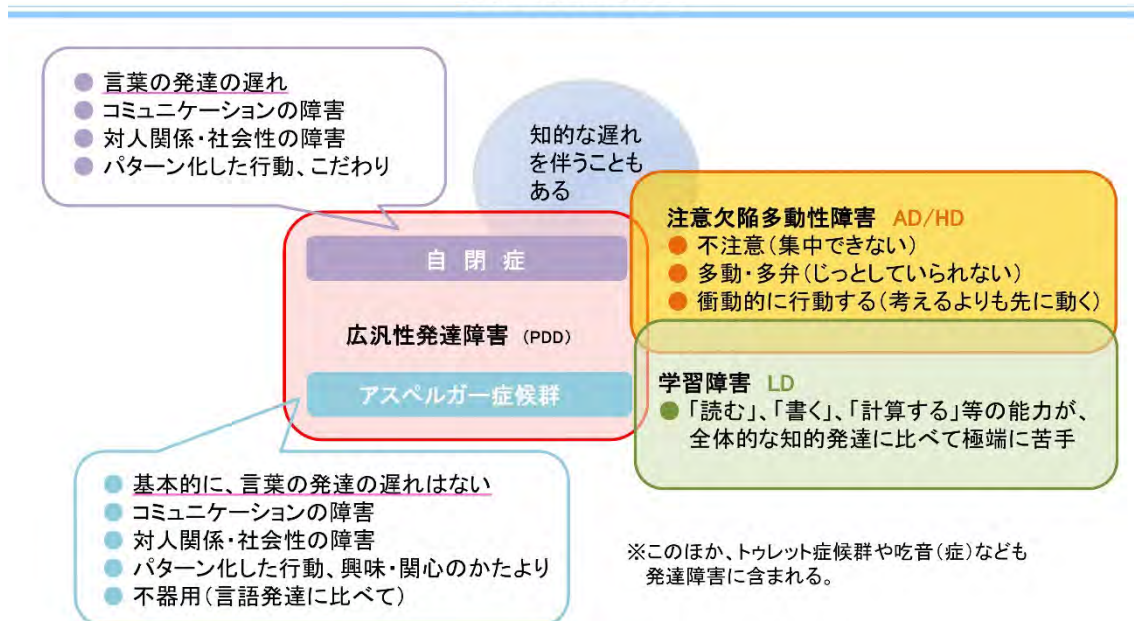 ● 言葉の発達の遅れ
● コミュニケーションの障害
● 対人関係・社会性の障害
● パターン化した行動、こだわり
知的な遅れ
を伴うことも
ある
自 閉 症
広汎性発達障害 (PDD)
アスペルガー症候群
注意欠陥多動性障害 AD/HD
● 不注意(集中できない)
● 多動・多弁(じっとしていられない)
● 衝動的に行動する(考えるよりも先に動く)
学習障害 LD
● 「読む」、「書く」、「計算する」等の能力が、
全体的な知的発達に比べて極端に苦手
● 基本的に、言葉の発達の遅れはない
● コミュニケーションの障害
● 対人関係・社会性の障害
● パターン化した行動、興味・関心のかたより
● 不器用(言語発達に比べて)
※このほか、トゥレット症候群や吃音(症)なども
発達障害に含まれる。